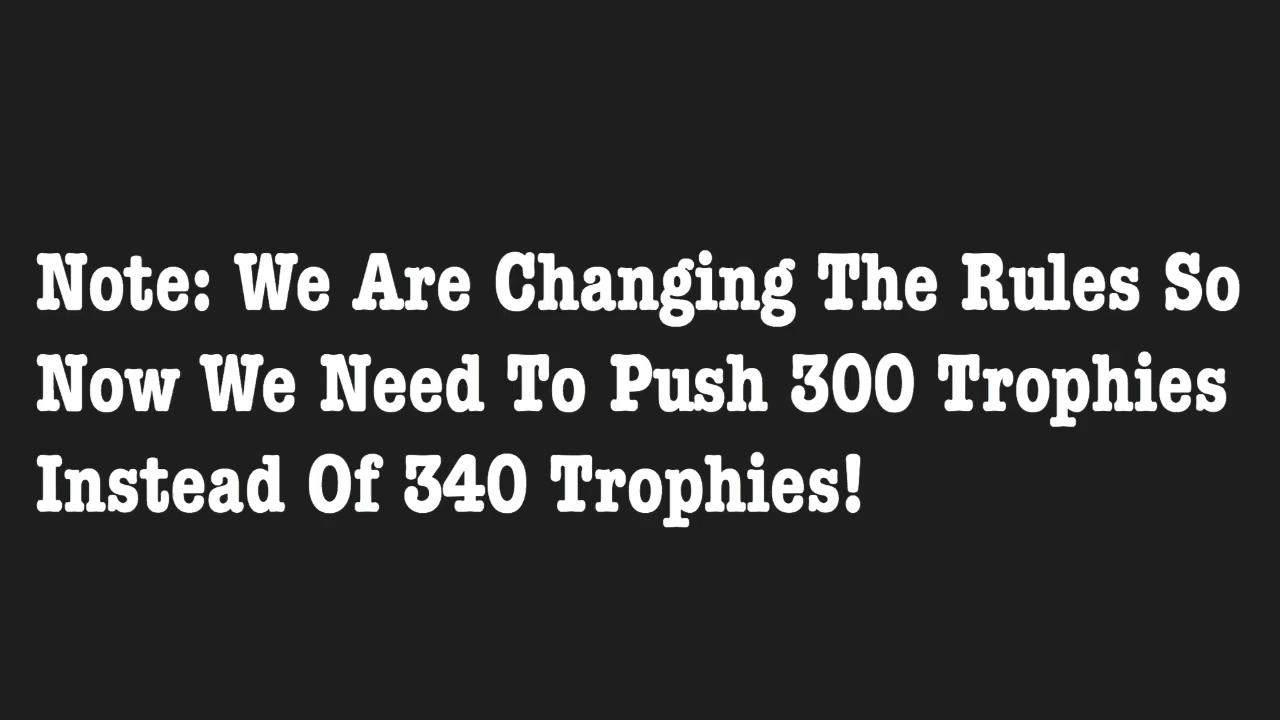 Note: We Are Changing The Rules So
Now We Need To Push 300 Trophies
Instead Of 340 Trophies!